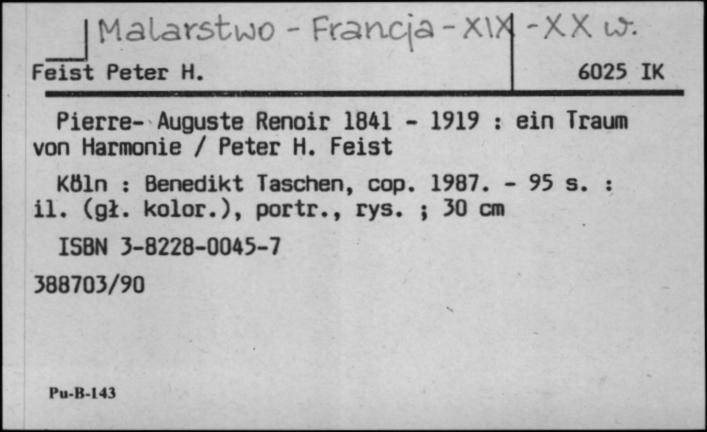 Malarstwo - Francja - XIX - XX w.
Feist Peter H. 6025 IK
Pierre- Auguste Renoir 1841 - 1919 : ein Traum
von Harmonie / Peter H. Feist
Köln : Benedikt Taschen, cop. 1987. - 95 s. :
il. (gł. kolor.), portr., rys. ; 30 cm
ISBN 3-8228-0045-7
388703/90
Pu-B-143